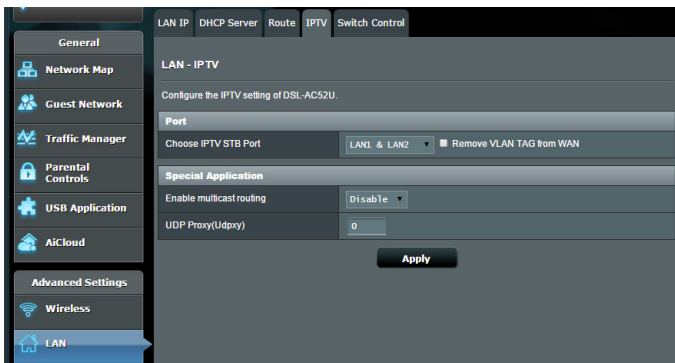 LAN IP DHCP Server Route IPTV Switch Control
General
Network Map
Guest Network
Traffic Manager
Parental
Controls
USB Application
AiCloud
Advanced Settings
Wireless
LAN
LAN - IPTV
Configure the IPTV setting of DSL-AC52U.
Port
Choose IPTV STB Port LAN1 & LAN2 Remove VLAN TAG from WAN
Special Application
Enable multicast routing Disable
UDP Proxy(Udpxy) 0
Apply